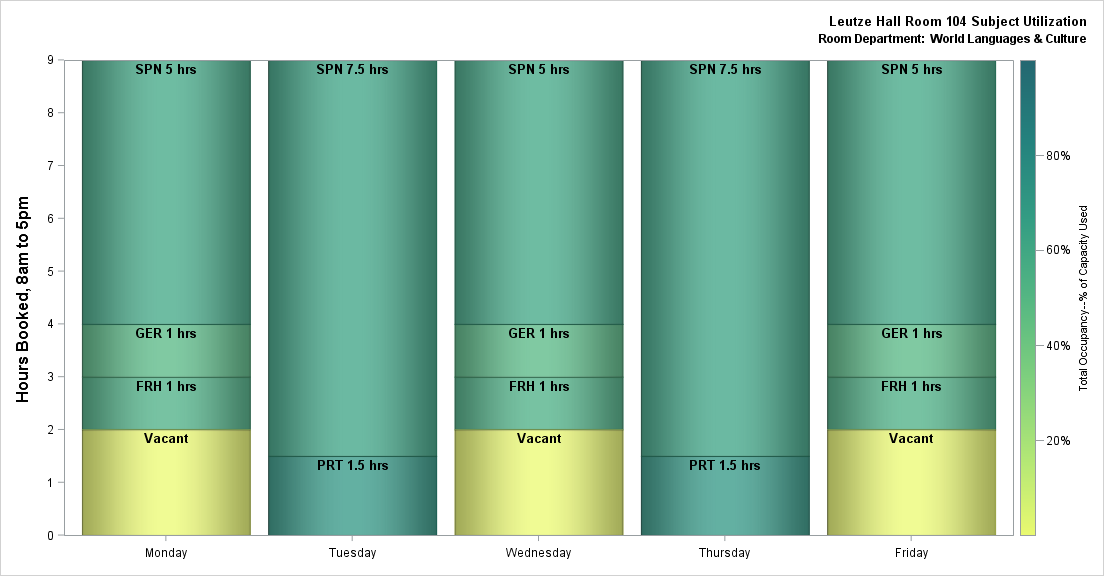 Leutze Hall Room 104 Subject Utilization
Room Department: World Languages & Culture
Hours Booked, 8am to 5pm
9
8
7
6
5
4
3
2
1
0
SPN 5 hrs
GER 1 hrs
FRH 1 hrs
Vacant
Monday
SPN 7.5 hrs
PRT 1.5 hrs
Tuesday
SPN 5 hrs
GER 1 hrs
FRH 1 hrs
Vacant
Wednesday
SPN 7.5 hrs
PRT 1.5 hrs
Thursday
SPN 5 hrs
GER 1 hrs
FRH 1 hrs
Vacant
Friday
80%
60%
40%
20%
Total Occupancy--% of Capacity Used